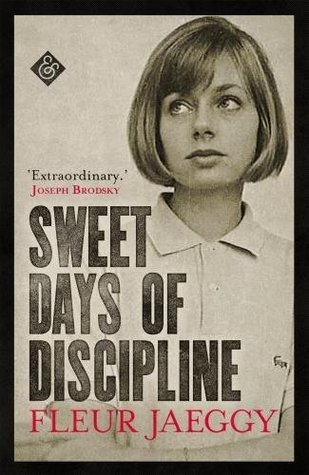 &
'Extraordinary.'
JOSEPH BRODSKY
SWEET
DAYS OF
DISCIPLINE
FLEUR JAEGGY